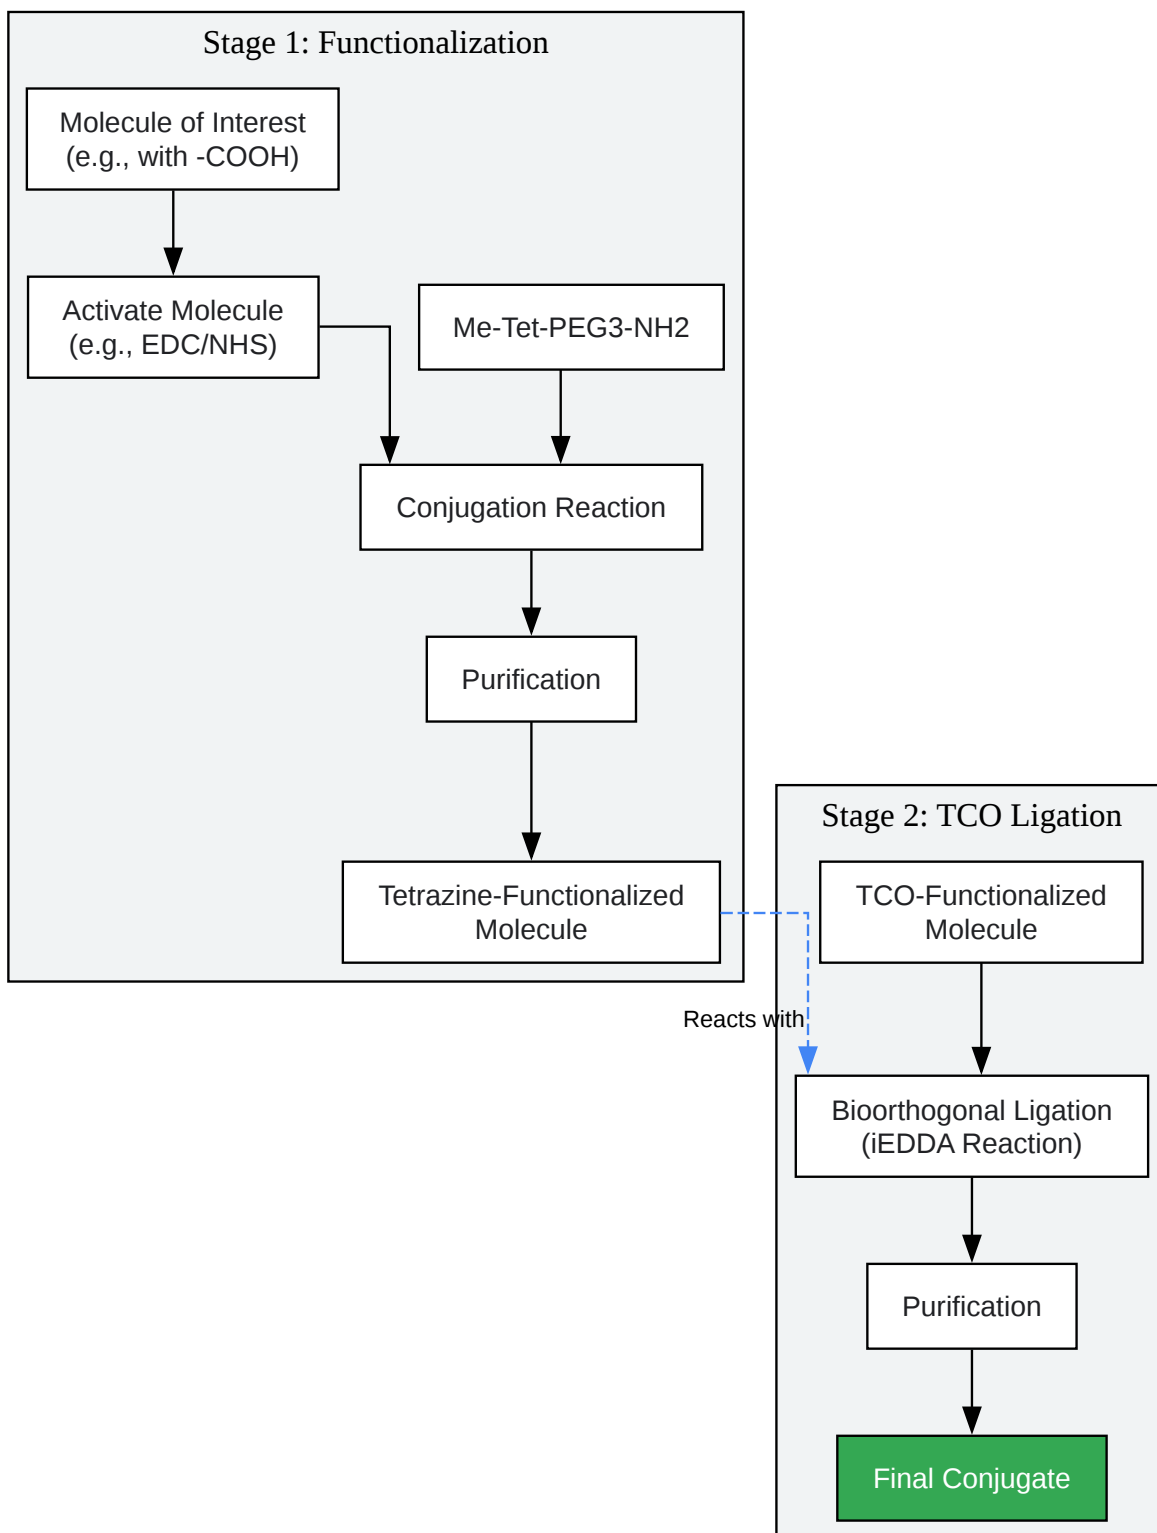 Stage 1: Functionalization
Molecule of Interest
(e.g., with -COOH)
Activate Molecule
(e.g., EDC/NHS)
Me-Tet-PEG3-NH2
Conjugation Reaction
Purification
Tetrazine-Functionalized
Molecule
Reacts with
Stage 2: TCO Ligation
TCO-Functionalized
Molecule
Bioorthogonal Ligation
(iEDDA Reaction)
Purification
Final Conjugate